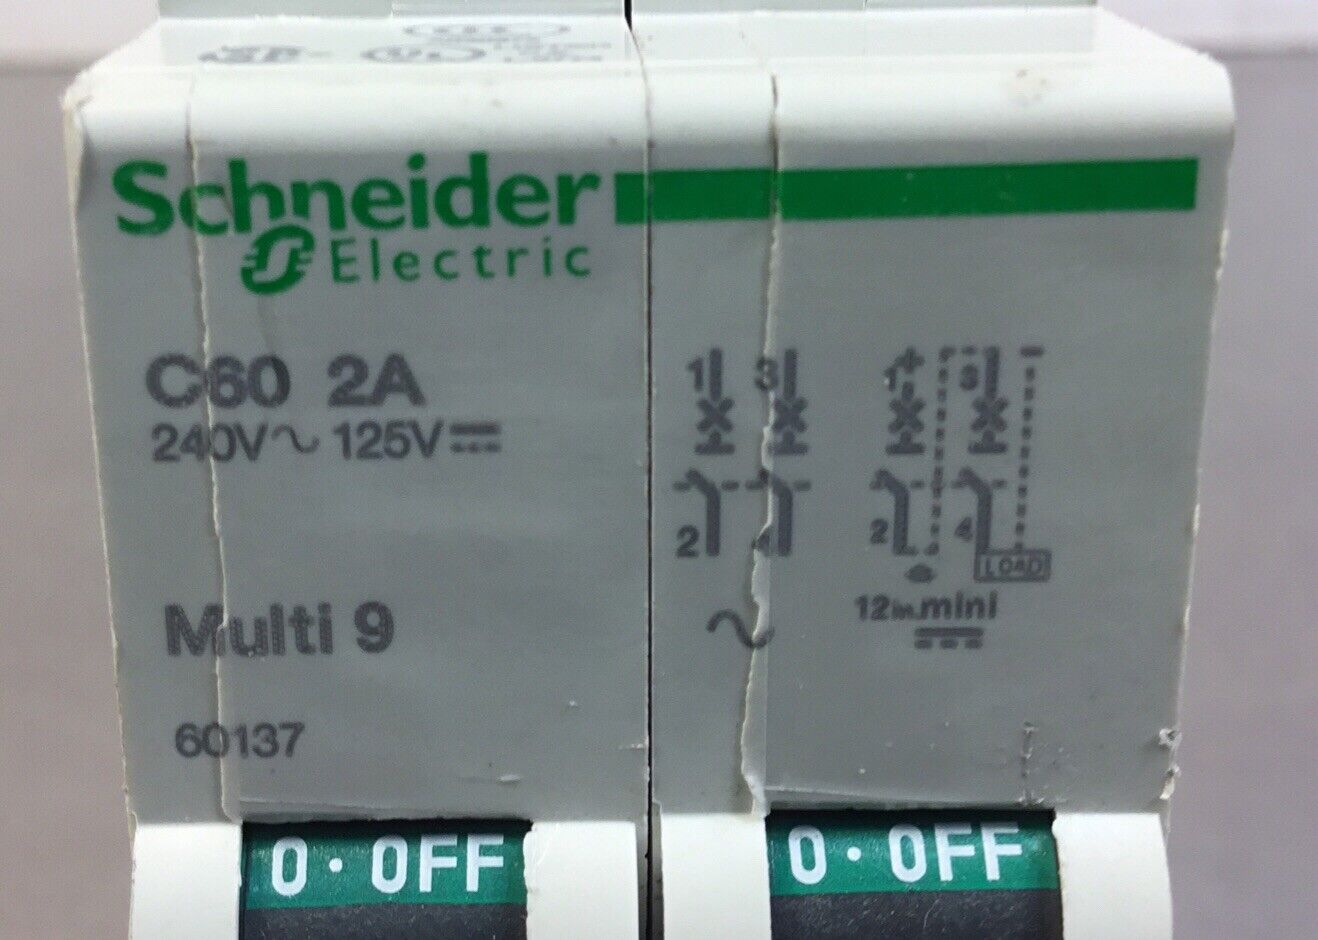 Schneider
Electric
C60 2A
240V~ 125V
1 3 1 + 3 -
2 4 2 4
LOAD
Multi 9
~ 12in.mini
60137
0·OFF 0·OFF